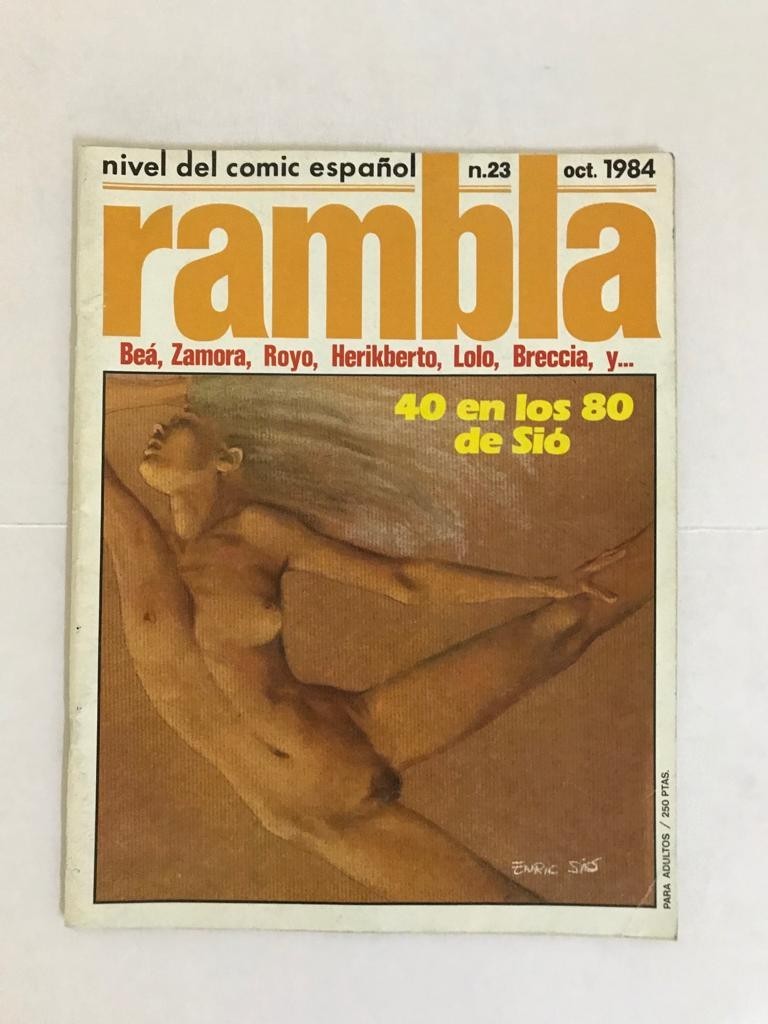 nivel del comic español n.23 oct. 1984
rambla
Beá, Zamora, Royo, Herikberto, Lolo, Breccia, y...
40 en los 80
de Sió
ENRIC SIÓ
PARA ADULTOS / 250 PTAS.